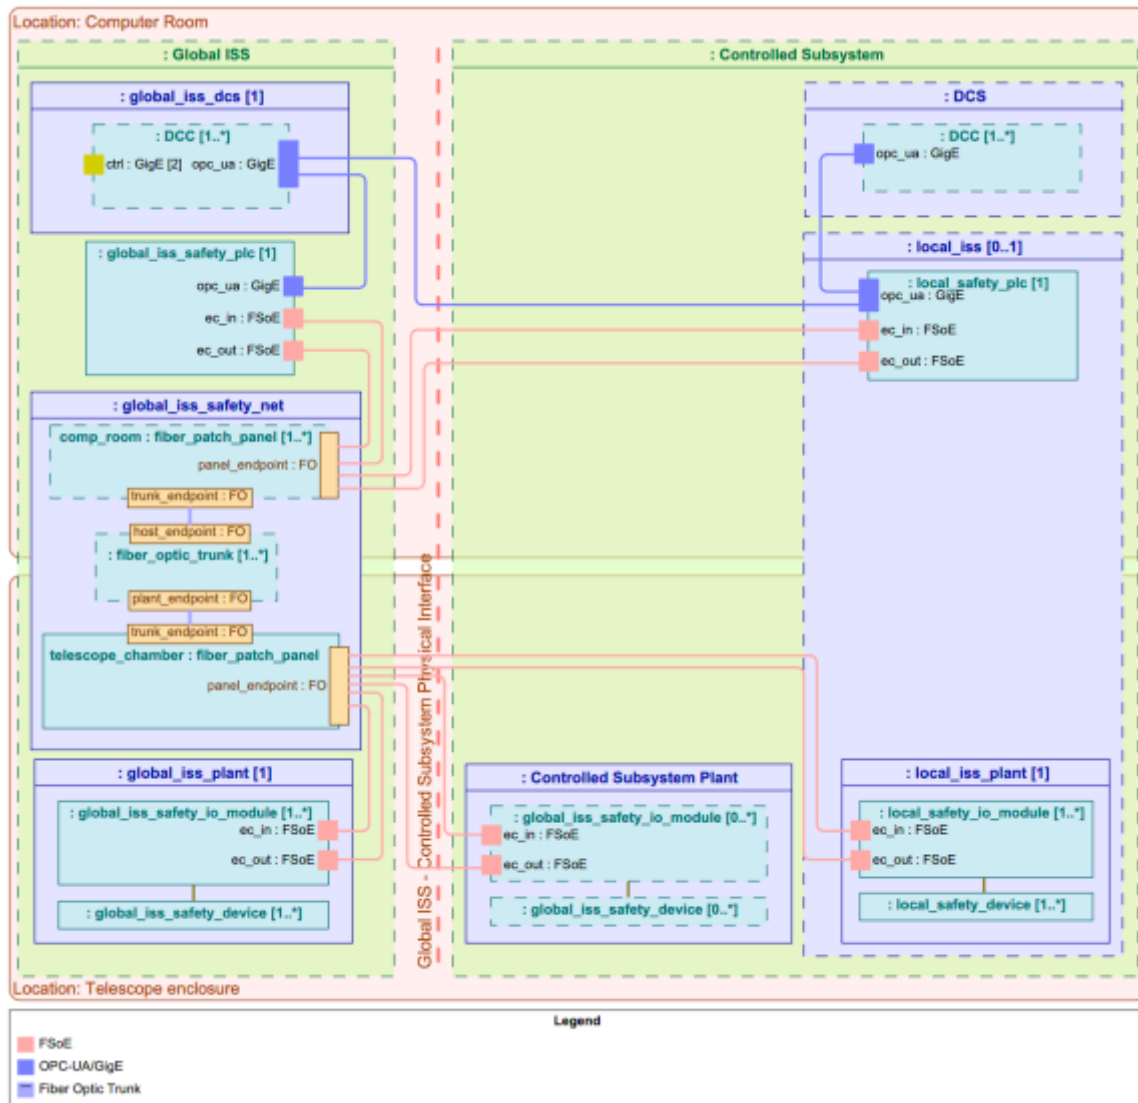 Location: Computer Room
: Global ISS
: Controlled Subsystem
: global_iss_dcs [1]
: DCC [1..*]
ctrl : GigE [2]
opc_ua : GigE
: DCS
: DCC [1..*]
opc_ua : GigE
: global_iss_safety_plc [1]
opc_ua : GigE
ec_in : FSoE
ec_out : FSoE
: local_iss [0..1]
: local_safety_plc [1]
opc_ua : GigE
ec_in : FSoE
ec_out : FSoE
: global_iss_safety_net
comp_room : fiber_patch_panel [1..*]
panel_endpoint : FO
trunk_endpoint : FO
host_endpoint : FO
: fiber_optic_trunk [1..*]
plant_endpoint : FO
trunk_endpoint : FO
telescope_chamber : fiber_patch_panel
panel_endpoint : FO
Global ISS - Controlled Subsystem Physical Interface
: global_iss_plant [1]
: global_iss_safety_io_module [1..*]
ec_in : FSoE
ec_out : FSoE
: global_iss_safety_device [1..*]
: Controlled Subsystem Plant
: global_iss_safety_io_module [0..*]
ec_in : FSoE
ec_out : FSoE
: global_iss_safety_device [0..*]
: local_iss_plant [1]
: local_safety_io_module [1..*]
ec_in : FSoE
ec_out : FSoE
: local_safety_device [1..*]
Location: Telescope enclosure
Legend
FSoE
OPC-UA/GigE
Fiber Optic Trunk